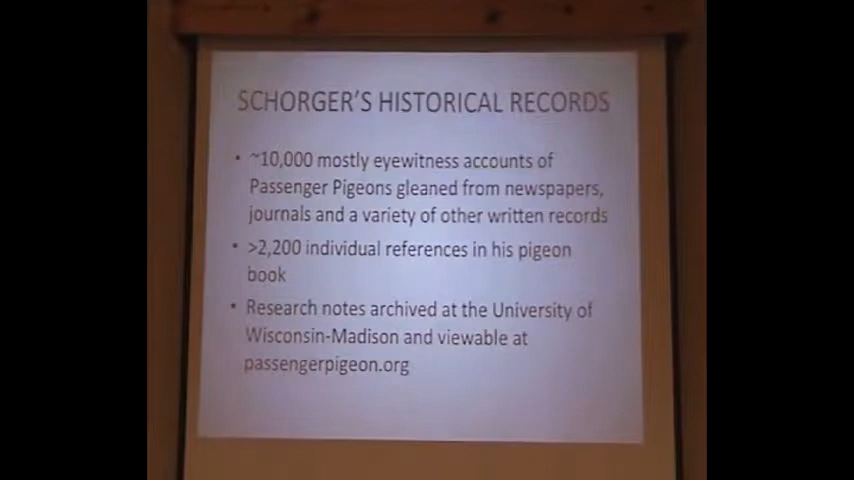 SCHORGER'S HISTORICAL RECORDS
• ~10,000 mostly eyewitness accounts of
Passenger Pigeons gleaned from newspapers,
journals and a variety of other written records
• >2,200 individual references in his pigeon
book
• Research notes archived at the University of
Wisconsin-Madison and viewable at
passengerpigeon.org